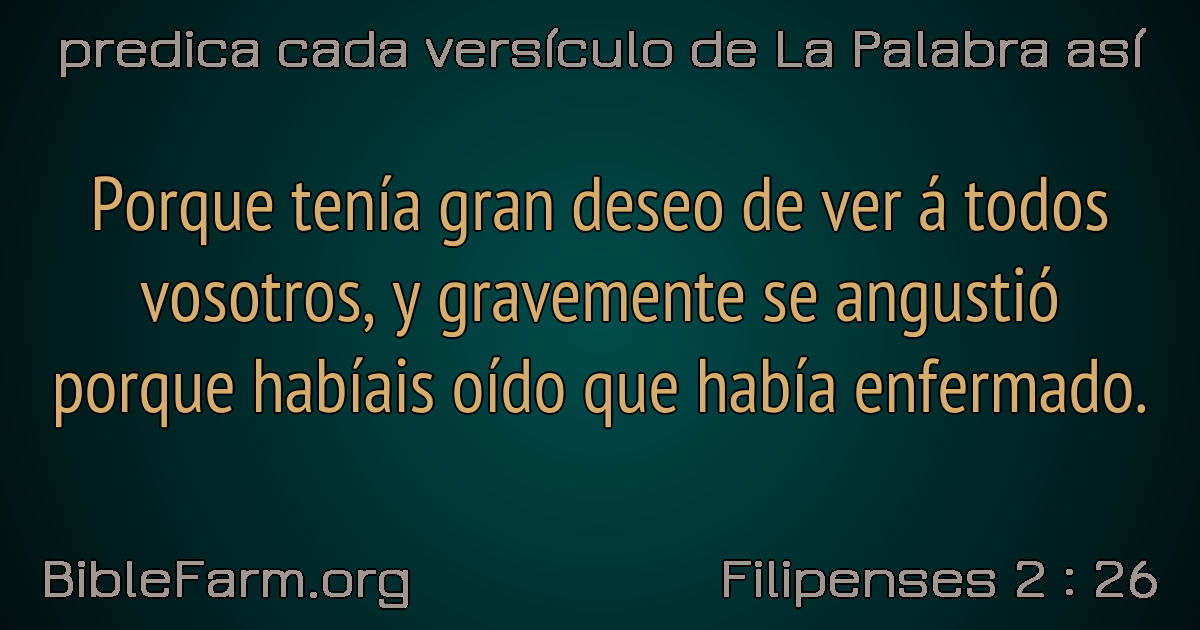 predica cada versículo de La Palabra así
Porque tenía gran deseo de ver á todos
vosotros, y gravemente se angustió
porque habíais oído que había enfermado.
BibleFarm.org
Filipenses 2 : 26